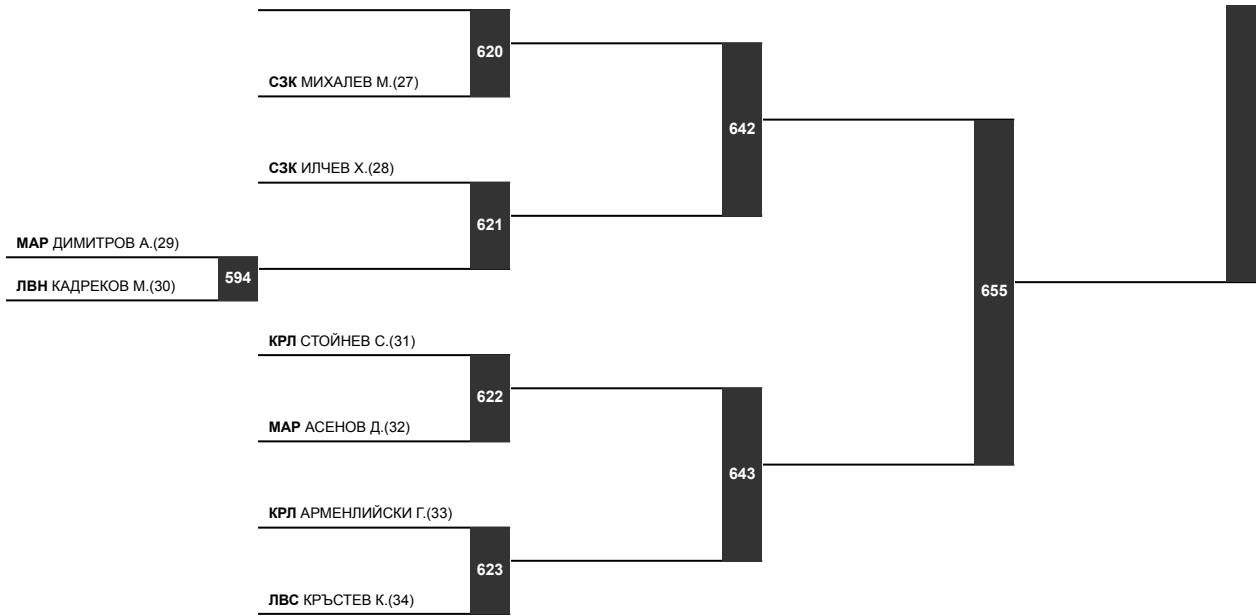 620
СЗК МИХАЛЕВ М.(27)
642
СЗК ИЛЧЕВ Х.(28)
621
МАР ДИМИТРОВ А.(29)
594
ЛВН КАДРЕКОВ М.(30)
655
КРЛ СТОЙНЕВ С.(31)
622
МАР АСЕНОВ Д.(32)
643
КРЛ АРМЕНЛИЙСКИ Г.(33)
623
ЛВС КРЪСТЕВ К.(34)